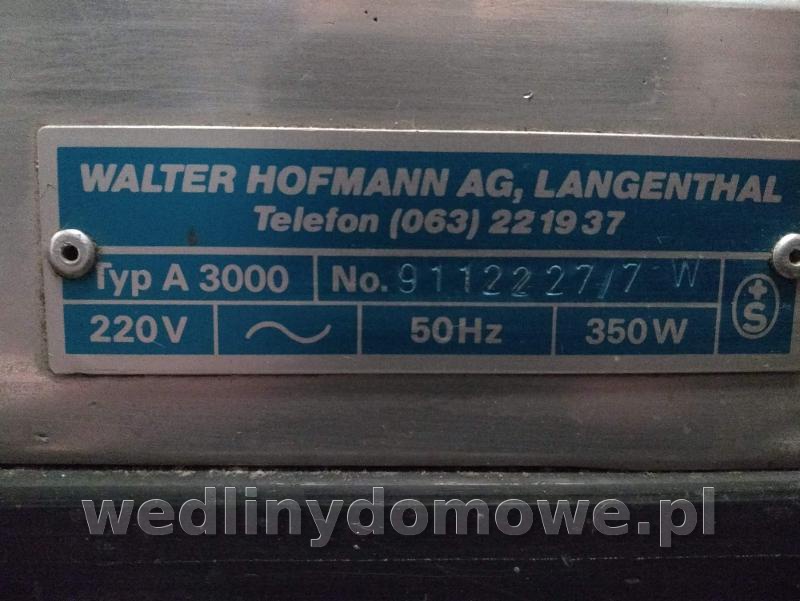 WALTER HOFMANN AG, LANGENTHAL
Telefon (063) 22 19 37
Typ A 3000 No. 9112227/7 W
220V 50Hz 350W +S
wedlinydomowe.pl